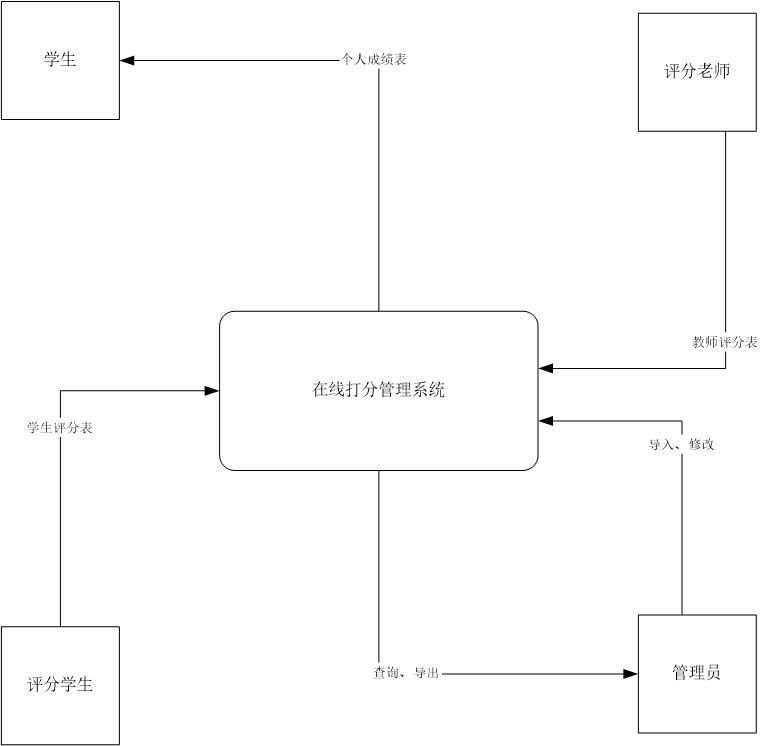 学生
个人成绩表
评分老师
教师评分表
在线打分管理系统
学生评分表
导入、修改
评分学生
查询、导出
管理员